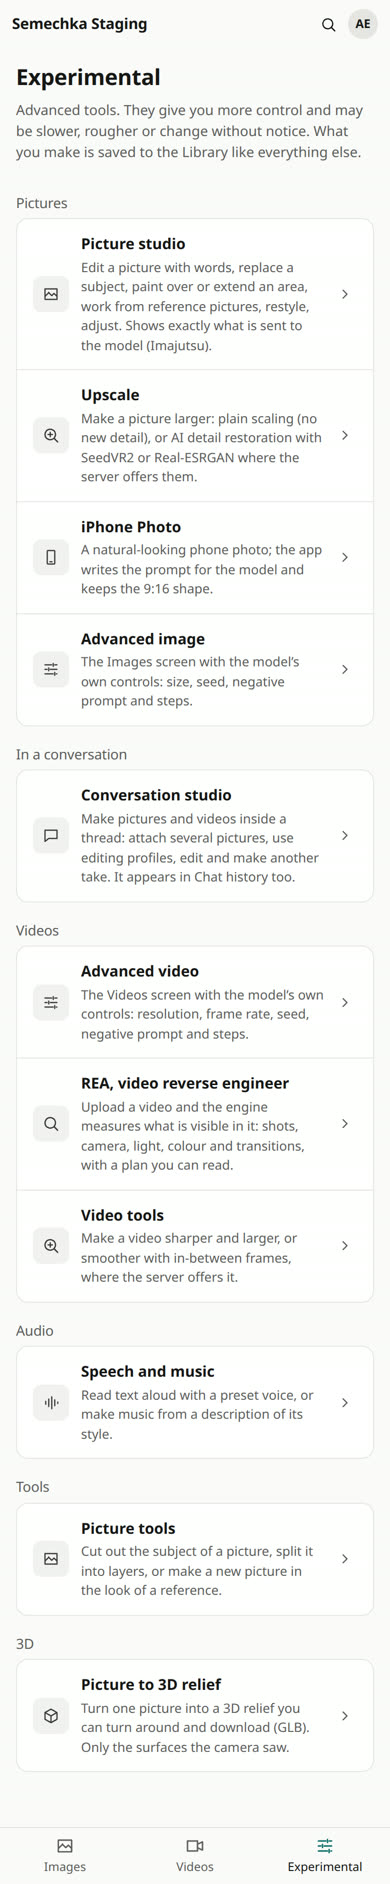 Semechka Staging
AE
Experimental
Advanced tools. They give you more control and may
be slower, rougher or change without notice. What
you make is saved to the Library like everything else.
Pictures
Picture studio
Edit a picture with words, replace a
subject, paint over or extend an area,
work from reference pictures, restyle,
adjust. Shows exactly what is sent to
the model (Imajutsu).
Upscale
Make a picture larger: plain scaling (no
new detail), or AI detail restoration with
SeedVR2 or Real-ESRGAN where the
server offers them.
iPhone Photo
A natural-looking phone photo; the app
writes the prompt for the model and
keeps the 9:16 shape.
Advanced image
The Images screen with the model’s
own controls: size, seed, negative
prompt and steps.
In a conversation
Conversation studio
Make pictures and videos inside a
thread: attach several pictures, use
editing profiles, edit and make another
take. It appears in Chat history too.
Videos
Advanced video
The Videos screen with the model’s own
controls: resolution, frame rate, seed,
negative prompt and steps.
REA, video reverse engineer
Upload a video and the engine
measures what is visible in it: shots,
camera, light, colour and transitions,
with a plan you can read.
Video tools
Make a video sharper and larger, or
smoother with in-between frames,
where the server offers it.
Audio
Speech and music
Read text aloud with a preset voice, or
make music from a description of its
style.
Tools
Picture tools
Cut out the subject of a picture, split it
into layers, or make a new picture in
the look of a reference.
3D
Picture to 3D relief
Turn one picture into a 3D relief you
can turn around and download (GLB).
Only the surfaces the camera saw.
Images
Videos
Experimental